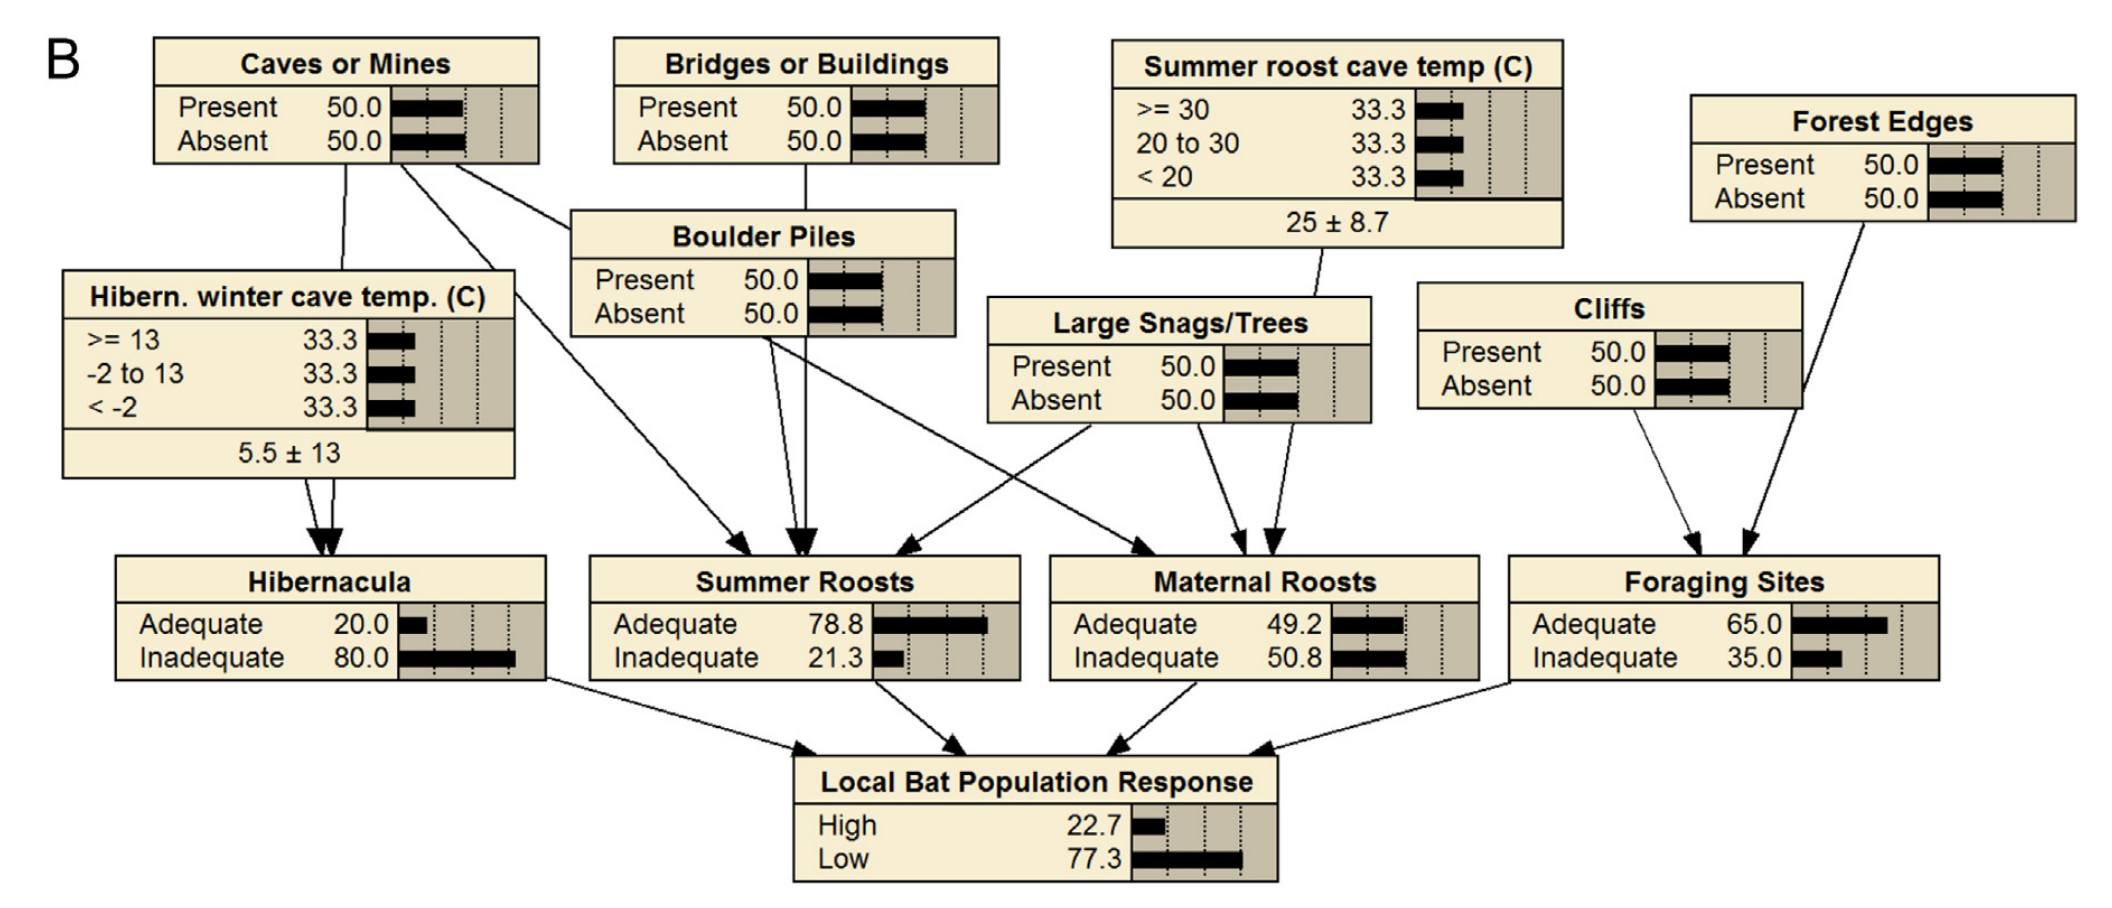 B
Caves or Mines
Present 50.0
Absent 50.0
Bridges or Buildings
Present 50.0
Absent 50.0
Summer roost cave temp (C)
>= 30 33.3
20 to 30 33.3
< 20 33.3
25 ± 8.7
Forest Edges
Present 50.0
Absent 50.0
Boulder Piles
Present 50.0
Absent 50.0
Hibern. winter cave temp. (C)
>= 13 33.3
-2 to 13 33.3
< -2 33.3
5.5 ± 13
Large Snags/Trees
Present 50.0
Absent 50.0
Cliffs
Present 50.0
Absent 50.0
Hibernacula
Adequate 20.0
Inadequate 80.0
Summer Roosts
Adequate 78.8
Inadequate 21.3
Maternal Roosts
Adequate 49.2
Inadequate 50.8
Foraging Sites
Adequate 65.0
Inadequate 35.0
Local Bat Population Response
High 22.7
Low 77.3